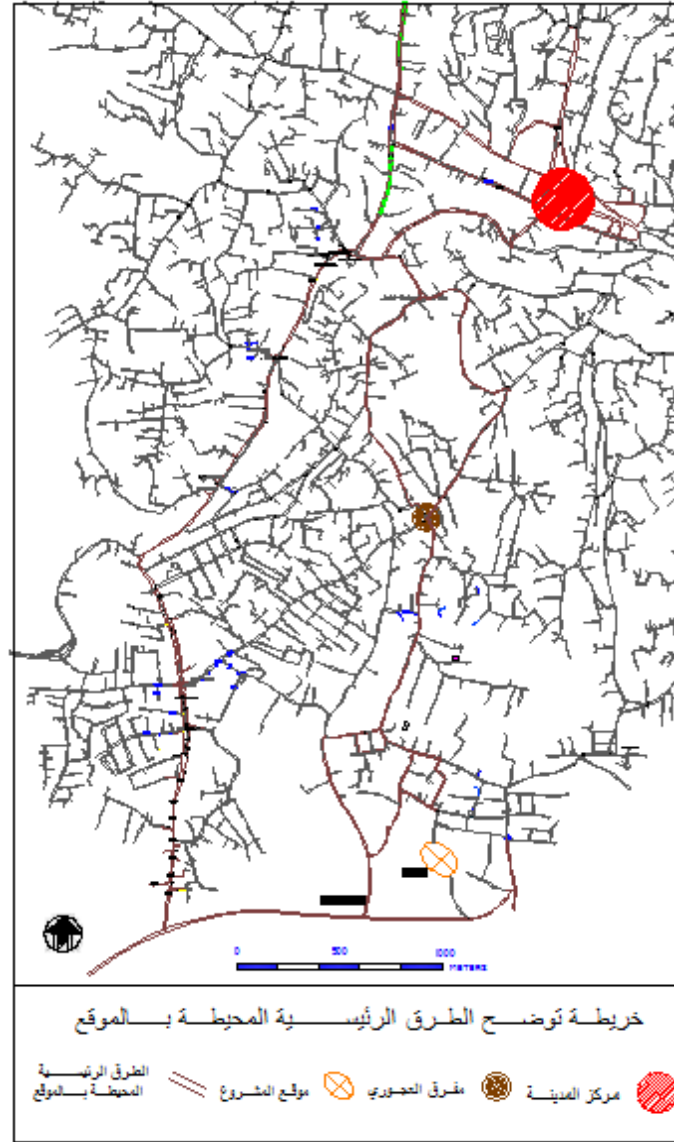 0 500 1000
METERS
خريطة توضح الطرق الرئيسية المحيطة بالموقع
مركز المدينة
مفرق العجوري
موقع المشروع
الطرق الرئيسية
المحيطة بالموقع